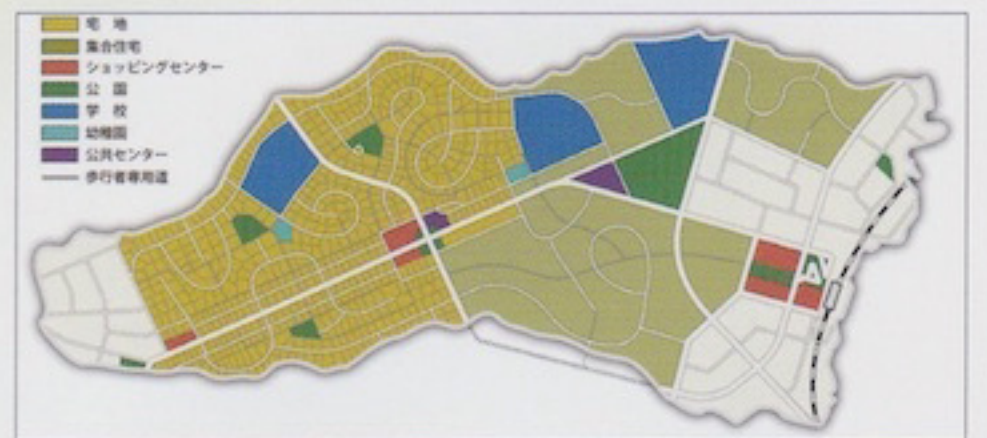 宅 地
集合住宅
ショッピングセンター
公 園
学 校
幼稚園
公共センター
歩行者専用道